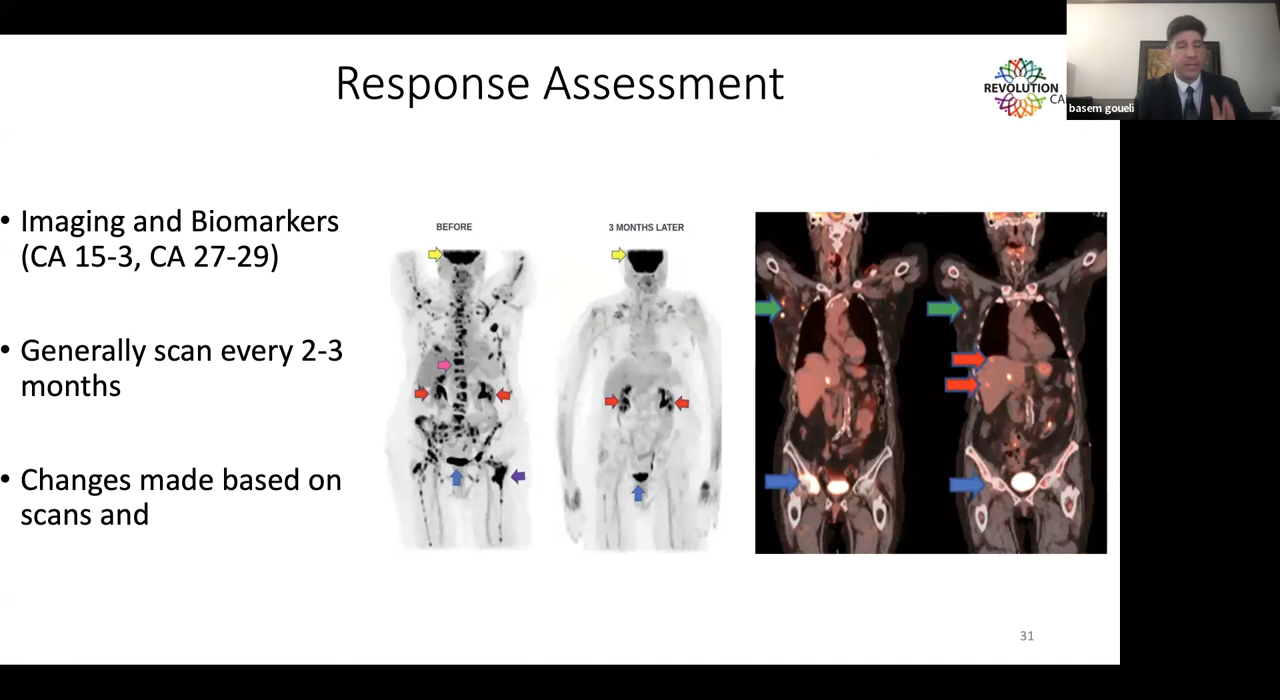 Response Assessment
REVOLUTION
CA
basem goueli
• Imaging and Biomarkers
(CA 15-3, CA 27-29)
• Generally scan every 2-3
months
• Changes made based on
scans and
BEFORE
3 MONTHS LATER
31